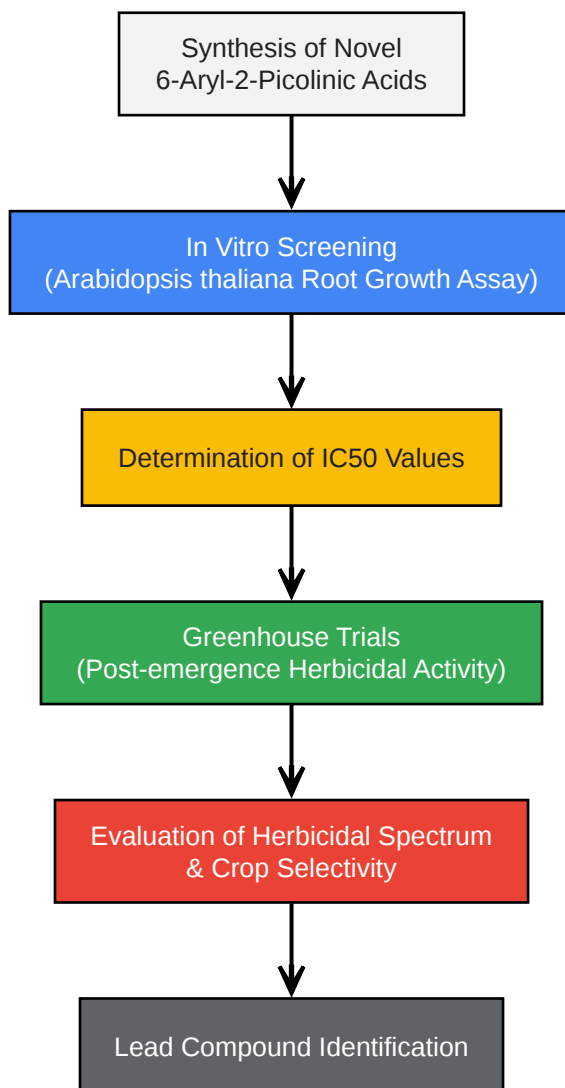 Synthesis of Novel
6-Aryl-2-Picolinic Acids
In Vitro Screening
(Arabidopsis thaliana Root Growth Assay)
Determination of IC50 Values
Greenhouse Trials
(Post-emergence Herbicidal Activity)
Evaluation of Herbicidal Spectrum
& Crop Selectivity
Lead Compound Identification